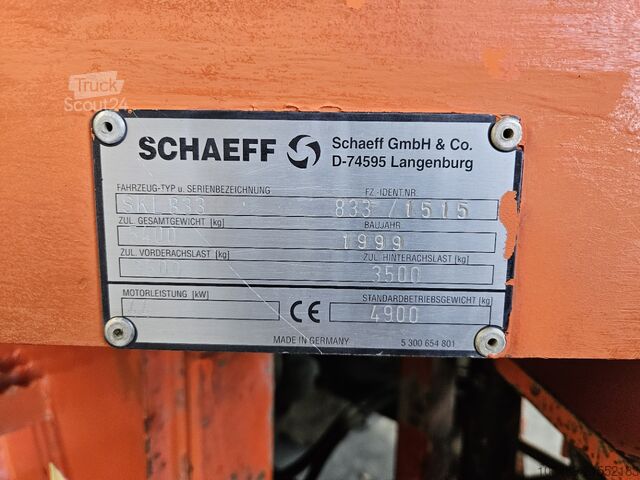 Truck
Scout24
SCHAEFF Schaeff GmbH & Co.
D-74595 Langenburg
FAHRZEUG-TYP u. SERIENBEZEICHNUNG FZ.-IDENT.NR.
SKL 833 833 / 1515
ZUL. GESAMTGEWICHT [kg] BAUJAHR
1999
ZUL. VORDERACHSLAST [kg] ZUL. HINTERACHSLAST [kg]
3500
MOTORLEISTUNG [kW] CE STANDARDBETRIEBSGEWICHT [kg]
4900
MADE IN GERMANY 5 300 654 801